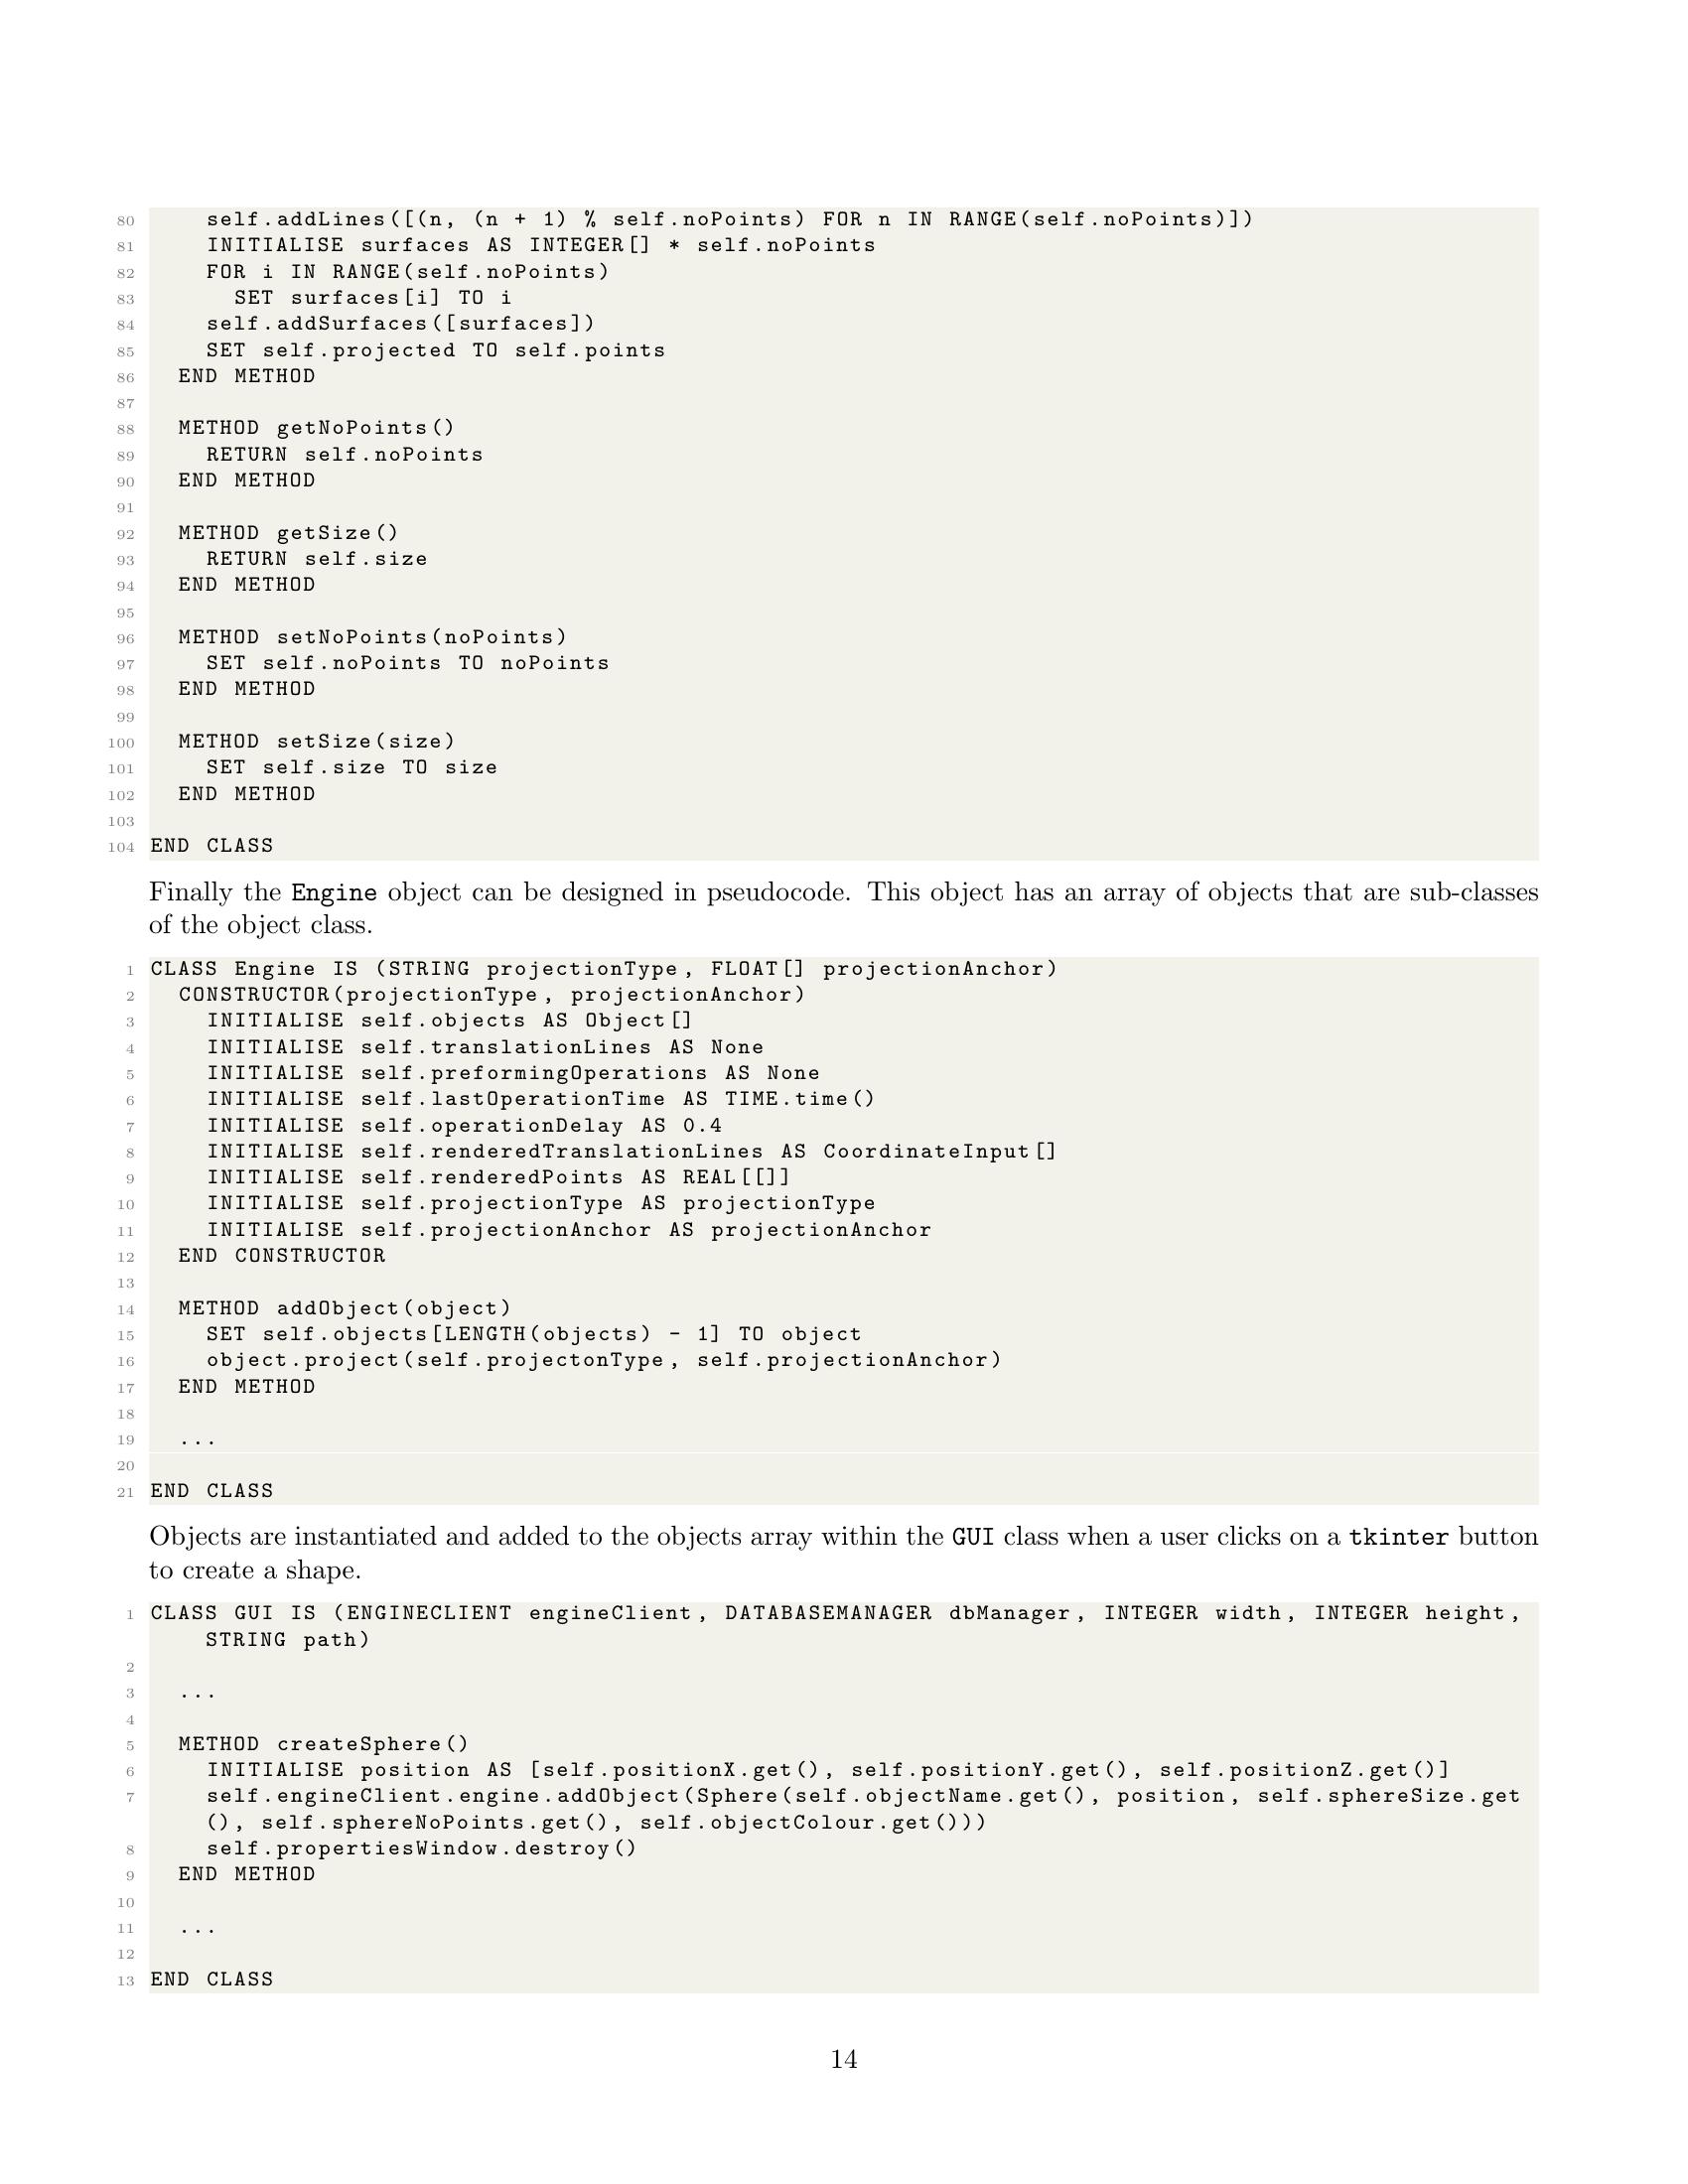 80 self.addLines([(n, (n + 1) % self.noPoints) FOR n IN RANGE(self.noPoints)])
81 INITIALISE surfaces AS INTEGER[] * self.noPoints
82 FOR i IN RANGE(self.noPoints)
83 SET surfaces[i] TO i
84 self.addSurfaces([surfaces])
85 SET self.projected TO self.points
86 END METHOD
87
88 METHOD getNoPoints()
89 RETURN self.noPoints
90 END METHOD
91
92 METHOD getSize()
93 RETURN self.size
94 END METHOD
95
96 METHOD setNoPoints(noPoints)
97 SET self.noPoints TO noPoints
98 END METHOD
99
100 METHOD setSize(size)
101 SET self.size TO size
102 END METHOD
103
104 END CLASS
Finally the Engine object can be designed in pseudocode. This object has an array of objects that are sub-classes
of the object class.
1 CLASS Engine IS (STRING projectionType, FLOAT[] projectionAnchor)
2 CONSTRUCTOR(projectionType, projectionAnchor)
3 INITIALISE self.objects AS Object[]
4 INITIALISE self.translationLines AS None
5 INITIALISE self.preformingOperations AS None
6 INITIALISE self.lastOperationTime AS TIME.time()
7 INITIALISE self.operationDelay AS 0.4
8 INITIALISE self.renderedTranslationLines AS CoordinateInput[]
9 INITIALISE self.renderedPoints AS REAL[[]]
10 INITIALISE self.projectionType AS projectionType
11 INITIALISE self.projectionAnchor AS projectionAnchor
12 END CONSTRUCTOR
13
14 METHOD addObject(object)
15 SET self.objects[LENGTH(objects) - 1] TO object
16 object.project(self.projectonType, self.projectionAnchor)
17 END METHOD
18
19 ...
20
21 END CLASS
Objects are instantiated and added to the objects array within the GUI class when a user clicks on a tkinter button
to create a shape.
1 CLASS GUI IS (ENGINECLIENT engineClient, DATABASEMANAGER dbManager, INTEGER width, INTEGER height,
STRING path)
2
3 ...
4
5 METHOD createSphere()
6 INITIALISE position AS [self.positionX.get(), self.positionY.get(), self.positionZ.get()]
7 self.engineClient.engine.addObject(Sphere(self.objectName.get(), position, self.sphereSize.get
(), self.sphereNoPoints.get(), self.objectColour.get()))
8 self.propertiesWindow.destroy()
9 END METHOD
10
11 ...
12
13 END CLASS
14